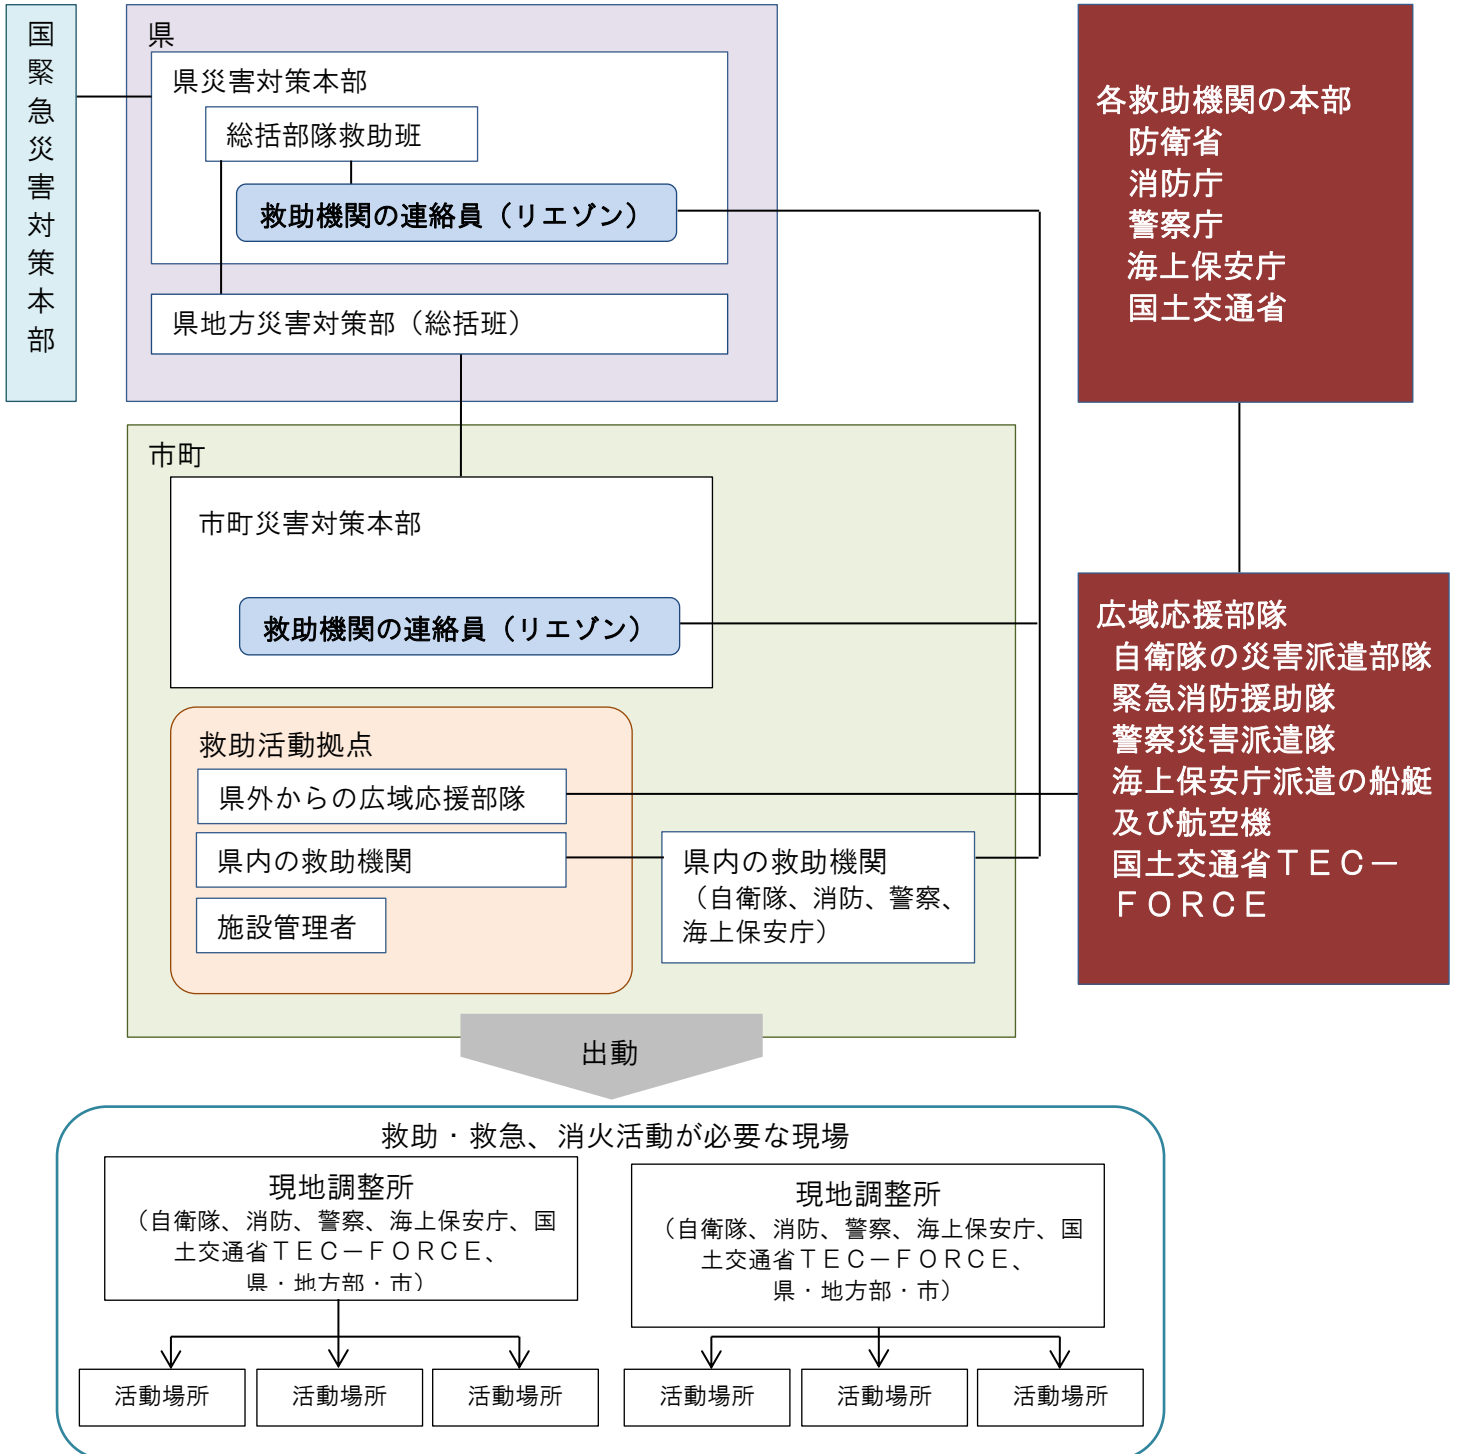 国緊急災害対策本部
県
県災害対策本部
総括部隊救助班
救助機関の連絡員（リエゾン）
県地方災害対策部（総括班）
各救助機関の本部
防衛省
消防庁
警察庁
海上保安庁
国土交通省
市町
市町災害対策本部
救助機関の連絡員（リエゾン）
救助活動拠点
県外からの広域応援部隊
県内の救助機関
施設管理者
県内の救助機関
（自衛隊、消防、警察、
海上保安庁）
広域応援部隊
自衛隊の災害派遣部隊
緊急消防援助隊
警察災害派遣隊
海上保安庁派遣の船艇
及び航空機
国土交通省ＴＥＣ－
ＦＯＲＣＥ
出動
救助・救急、消火活動が必要な現場
現地調整所
（自衛隊、消防、警察、海上保安庁、国
土交通省ＴＥＣ－ＦＯＲＣＥ、
県・地方部・市）
現地調整所
（自衛隊、消防、警察、海上保安庁、国
土交通省ＴＥＣ－ＦＯＲＣＥ、
県・地方部・市）
活動場所
活動場所
活動場所
活動場所
活動場所
活動場所